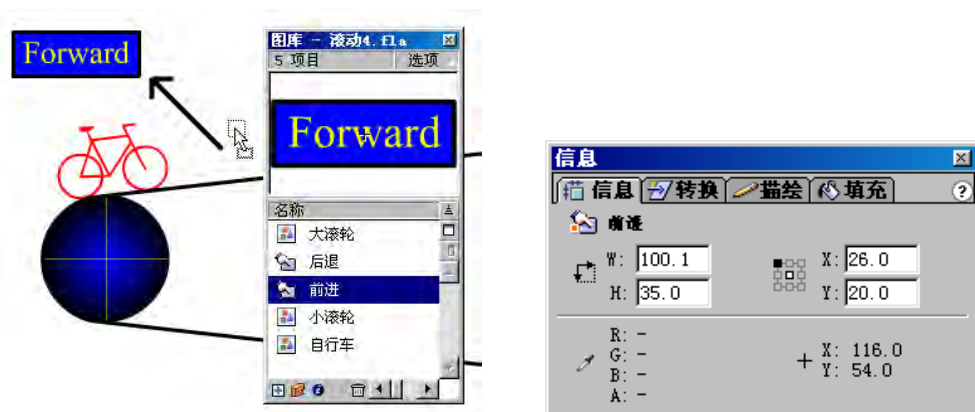 Forward
图库 - 滚动4.fla
5 项目 选项
Forward
名称
大滚轮
后退
前进
小滚轮
自行车
信息
信息 转换 描绘 填充
前进
W: 100.1 X: 26.0
H: 35.0 Y: 20.0
R: -
G: - X: 116.0
B: - Y: 54.0
A: -